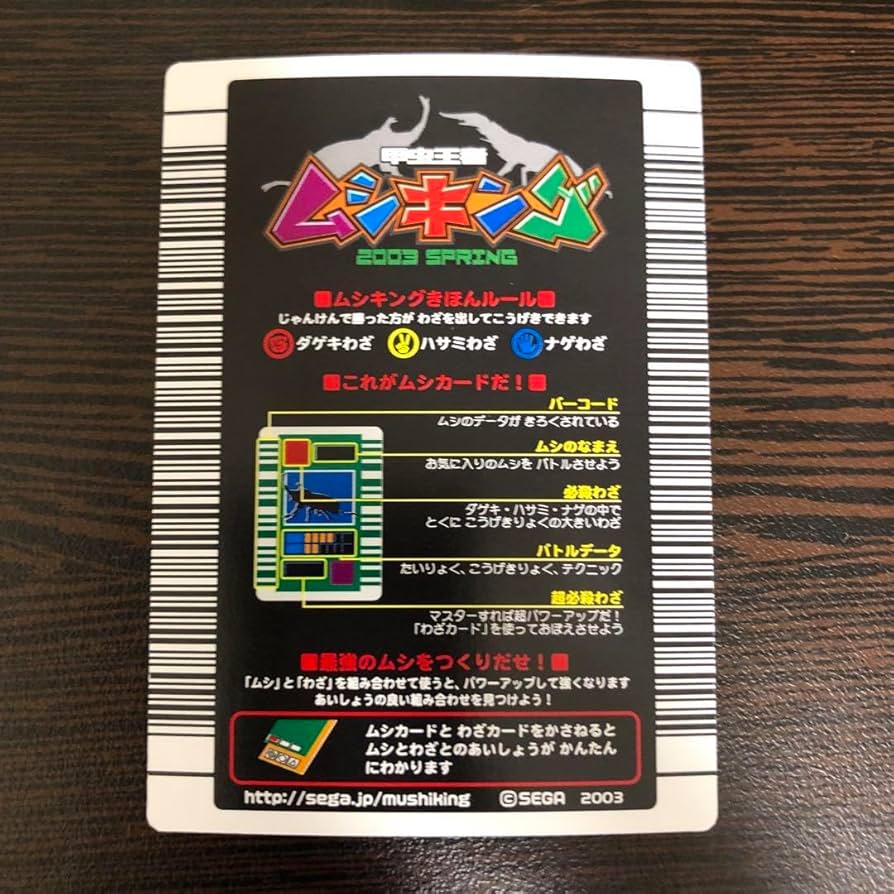 甲虫王者
ムシキング
2003 SPRING
■ムシキングきほんルール■
じゃんけんで勝った方が わざを出してこうげきできます
ダゲキわざ ハサミわざ ナゲわざ
■これがムシカードだ！■
バーコード
ムシのデータが きろくされている
ムシのなまえ
お気に入りのムシを バトルさせよう
必殺わざ
ダゲキ・ハサミ・ナゲの中で
とくに こうげきりょくの大きいわざ
バトルデータ
たいりょく、こうげきりょく、テクニック
超必殺わざ
マスターすれば超パワーアップだ！
「わざカード」を使っておぼえさせよう
■最強のムシをつくりだせ！■
「ムシ」と「わざ」を組み合わせて使うと、パワーアップして強くなります
あいしょうの良い組み合わせを見つけよう！
ムシカードと わざカードをかさねると
ムシとわざとのあいしょうが かんたん
にわかります
http://sega.jp/mushiking ©SEGA 2003